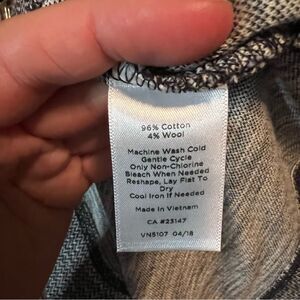 96% Cotton
4% Wool
Machine Wash Cold
Gentle Cycle
Only Non-Chlorine
Bleach When Needed
Reshape, Lay Flat To
Dry
Cool Iron If Needed
Made In Vietnam
CA #23147
VN5107 04/18